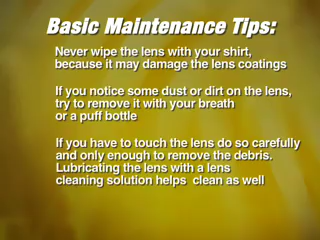 Basic Maintenance Tips:
Never wipe the lens with your shirt,
because it may damage the lens coatings
If you notice some dust or dirt on the lens,
try to remove it with your breath
or a puff bottle
If you have to touch the lens do so carefully
and only enough to remove the debris.
Lubricating the lens with a lens
cleaning solution helps clean as well